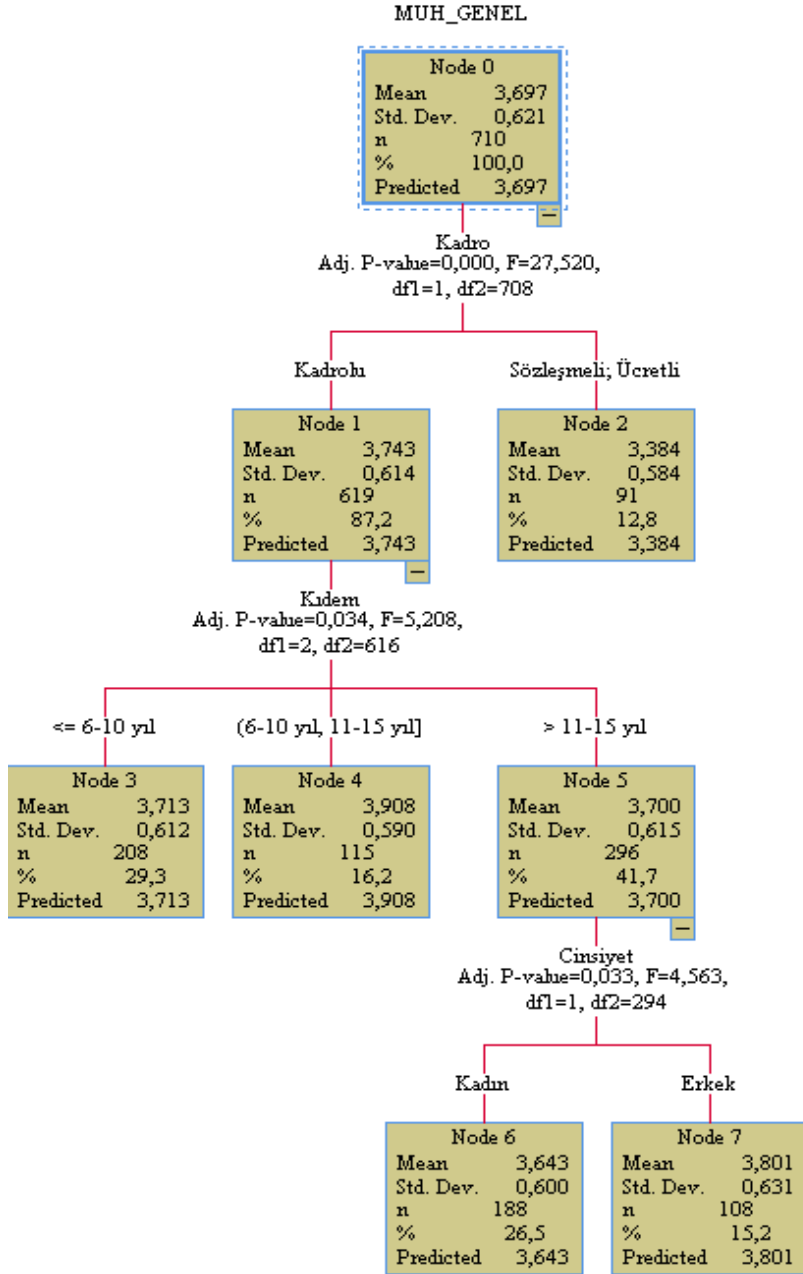 MUH_GENEL
Node 0
Mean 3,697
Std. Dev. 0,621
n 710
% 100,0
Predicted 3,697
Kadro
Adj. P-value=0,000, F=27,520,
df1=1, df2=708
Kadrolu
Sözleşmeli; Ücretli
Node 1
Mean 3,743
Std. Dev. 0,614
n 619
% 87,2
Predicted 3,743
Node 2
Mean 3,384
Std. Dev. 0,584
n 91
% 12,8
Predicted 3,384
Kıdem
Adj. P-value=0,034, F=5,208,
df1=2, df2=616
<= 6-10 yıl
(6-10 yıl, 11-15 yıl]
> 11-15 yıl
Node 3
Mean 3,713
Std. Dev. 0,612
n 208
% 29,3
Predicted 3,713
Node 4
Mean 3,908
Std. Dev. 0,590
n 115
% 16,2
Predicted 3,908
Node 5
Mean 3,700
Std. Dev. 0,615
n 296
% 41,7
Predicted 3,700
Cinsiyet
Adj. P-value=0,033, F=4,563,
df1=1, df2=294
Kadın
Erkek
Node 6
Mean 3,643
Std. Dev. 0,600
n 188
% 26,5
Predicted 3,643
Node 7
Mean 3,801
Std. Dev. 0,631
n 108
% 15,2
Predicted 3,801